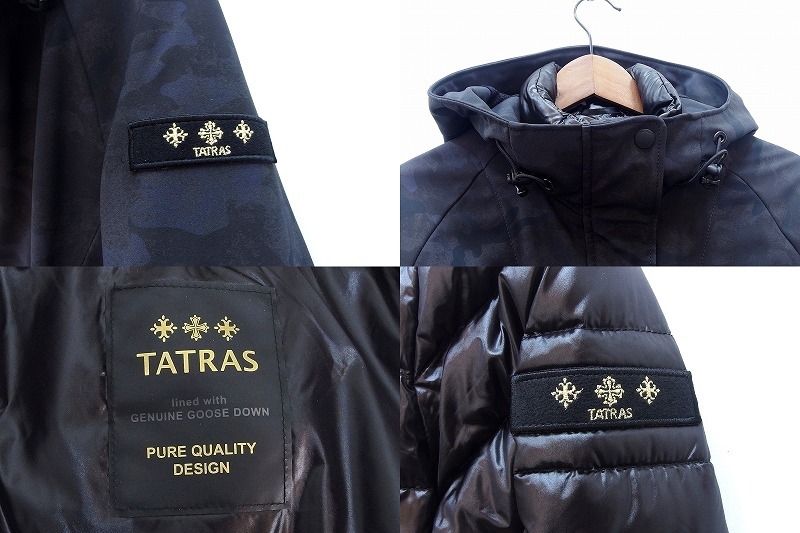 TATRAS
TATRAS
lined with
GENUINE GOOSE DOWN
PURE QUALITY
DESIGN
TATRAS